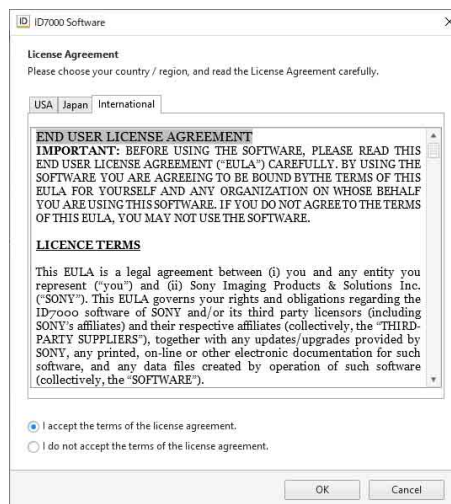 ID ID7000 Software
License Agreement
Please choose your country / region, and read the License Agreement carefully.
USA Japan International
END USER LICENSE AGREEMENT
IMPORTANT: BEFORE USING THE SOFTWARE, PLEASE READ THIS
END USER LICENSE AGREEMENT (“EULA”) CAREFULLY. BY USING THE
SOFTWARE YOU ARE AGREEING TO BE BOUND BYTHE TERMS OF THIS
EULA FOR YOURSELF AND ANY ORGANIZATION ON WHOSE BEHALF
YOU ARE USING THIS SOFTWARE. IF YOU DO NOT AGREE TO THE TERMS
OF THIS EULA, YOU MAY NOT USE THE SOFTWARE.
LICENCE TERMS
This EULA is a legal agreement between (i) you and any entity you
represent (“you”) and (ii) Sony Imaging Products & Solutions Inc.
(“SONY”). This EULA governs your rights and obligations regarding the
ID7000 software of SONY and/or its third party licensors (including
SONY’s affiliates) and their respective affiliates (collectively, the “THIRD-
PARTY SUPPLIERS”), together with any updates/upgrades provided by
SONY, any printed, on-line or other electronic documentation for such
software, and any data files created by operation of such software
(collectively, the “SOFTWARE”).
I accept the terms of the license agreement.
I do not accept the terms of the license agreement.
OK Cancel